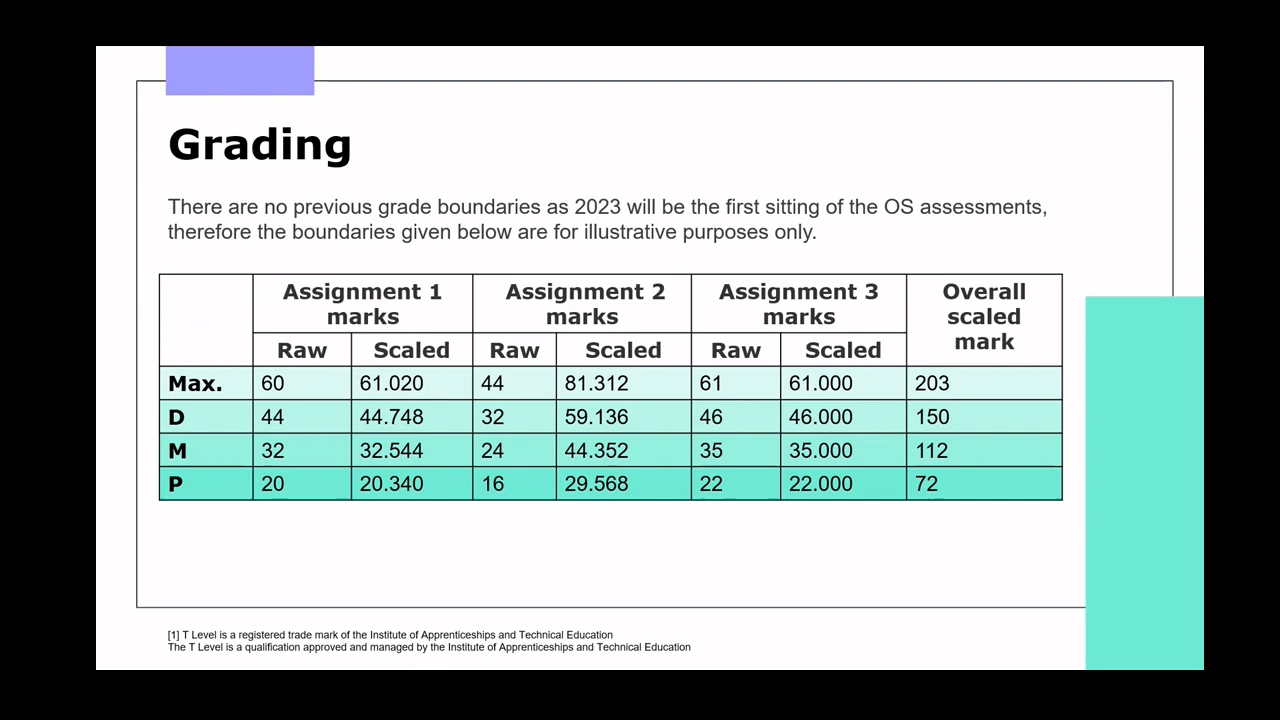 Grading
There are no previous grade boundaries as 2023 will be the first sitting of the OS assessments,
therefore the boundaries given below are for illustrative purposes only.
Assignment 1 marks Assignment 2 marks Assignment 3 marks Overall scaled mark
Raw Scaled Raw Scaled Raw Scaled
Max. 60 61.020 44 81.312 61 61.000 203
D 44 44.748 32 59.136 46 46.000 150
M 32 32.544 24 44.352 35 35.000 112
P 20 20.340 16 29.568 22 22.000 72
[1] T Level is a registered trade mark of the Institute of Apprenticeships and Technical Education
The T Level is a qualification approved and managed by the Institute of Apprenticeships and Technical Education